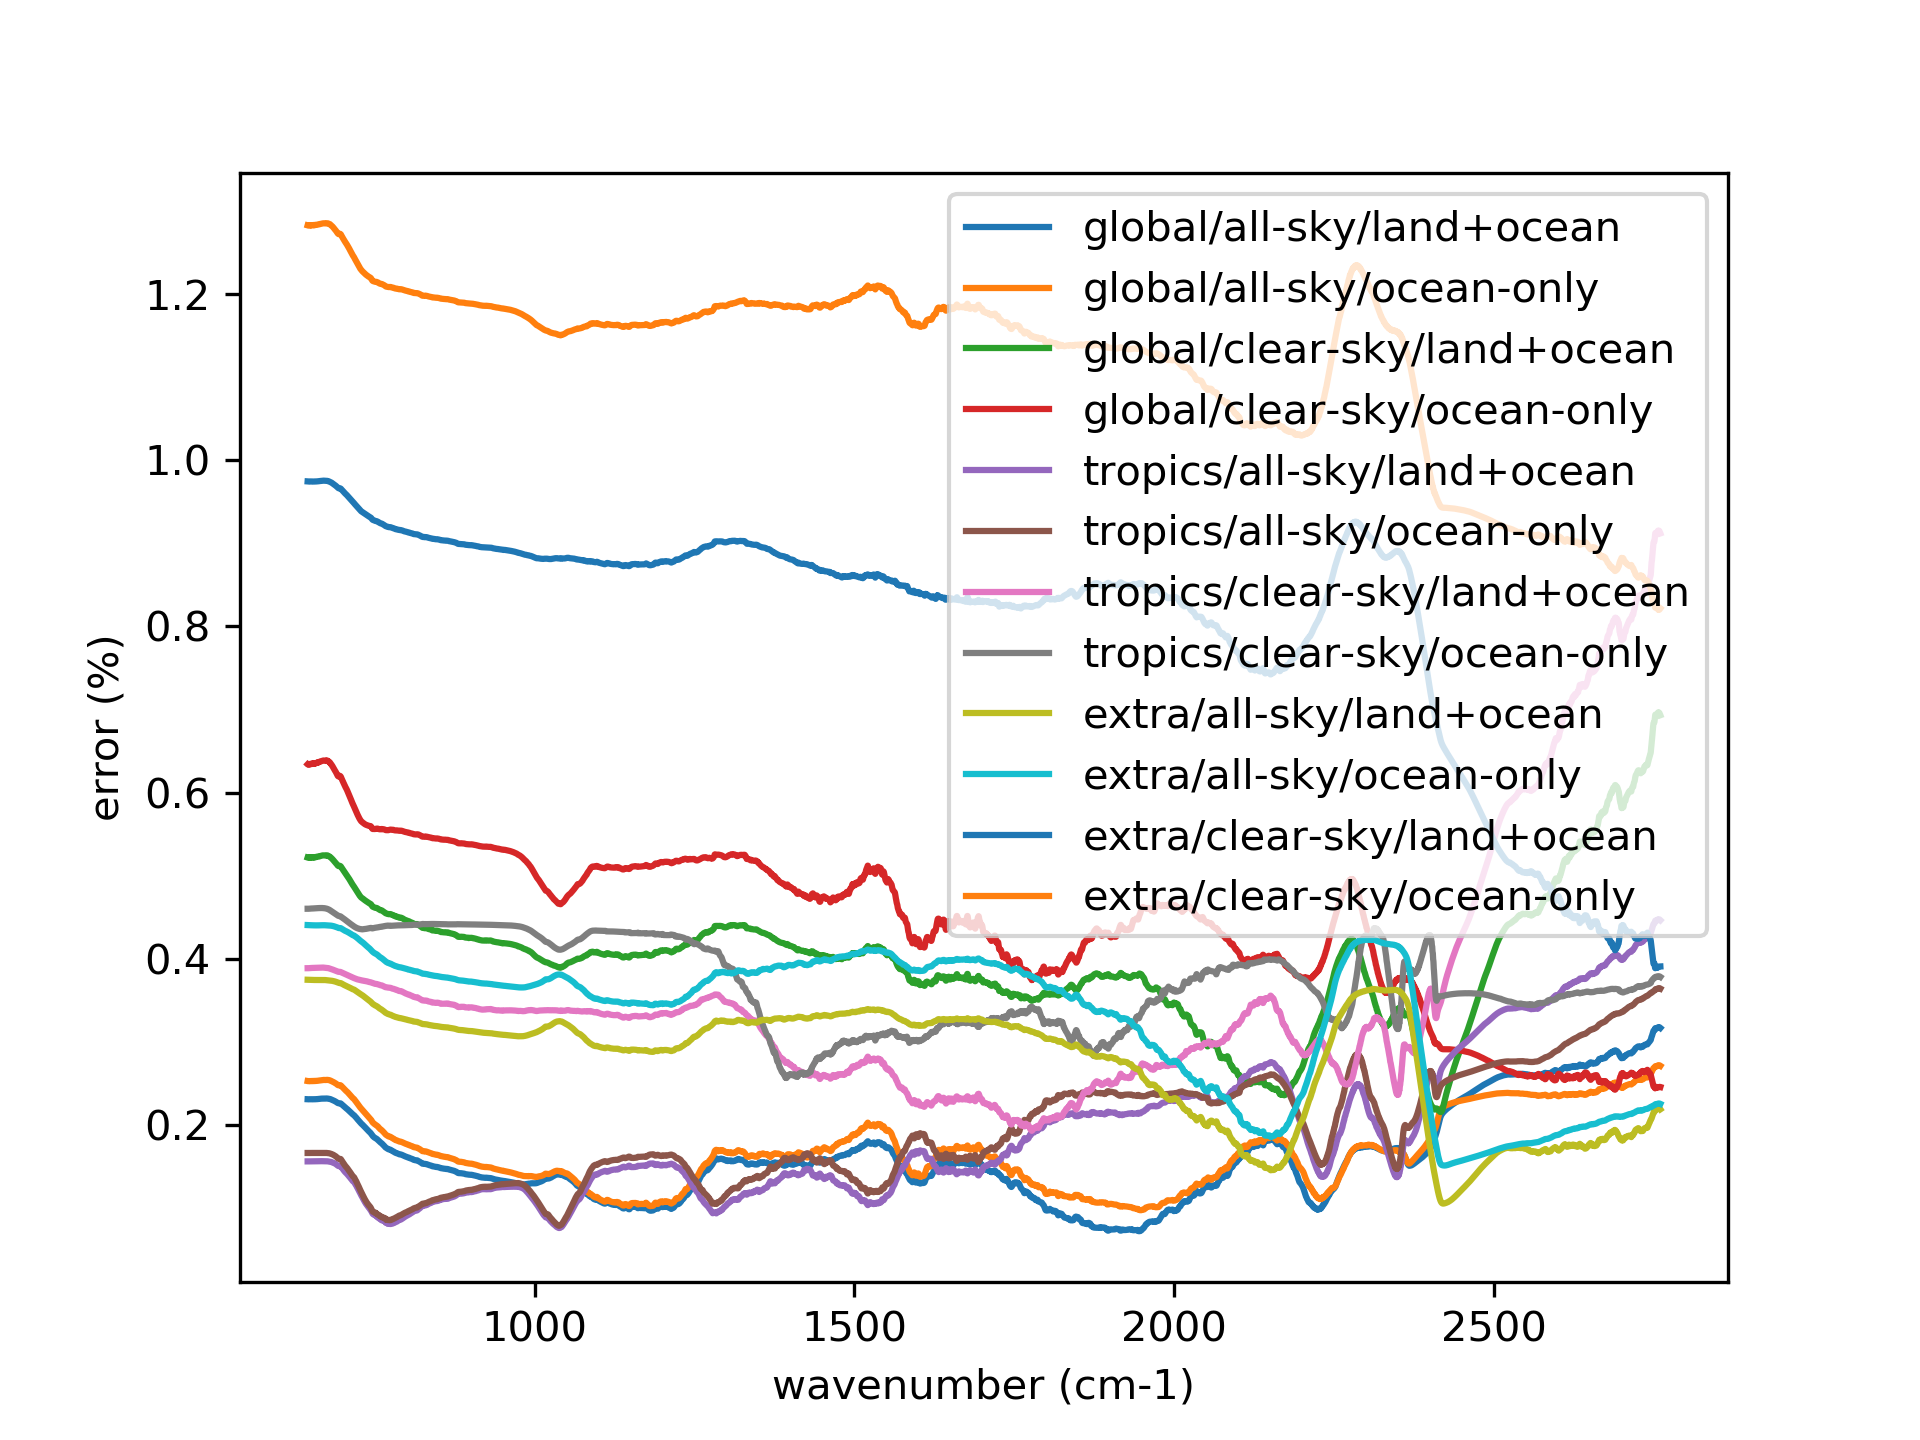 global/all-sky/land+ocean
global/all-sky/ocean-only
global/clear-sky/land+ocean
global/clear-sky/ocean-only
tropics/all-sky/land+ocean
tropics/all-sky/ocean-only
tropics/clear-sky/land+ocean
tropics/clear-sky/ocean-only
extra/all-sky/land+ocean
extra/all-sky/ocean-only
extra/clear-sky/land+ocean
extra/clear-sky/ocean-only
error (%)
1.2
1.0
0.8
0.6
0.4
0.2
1000 1500 2000 2500
wavenumber (cm-1)